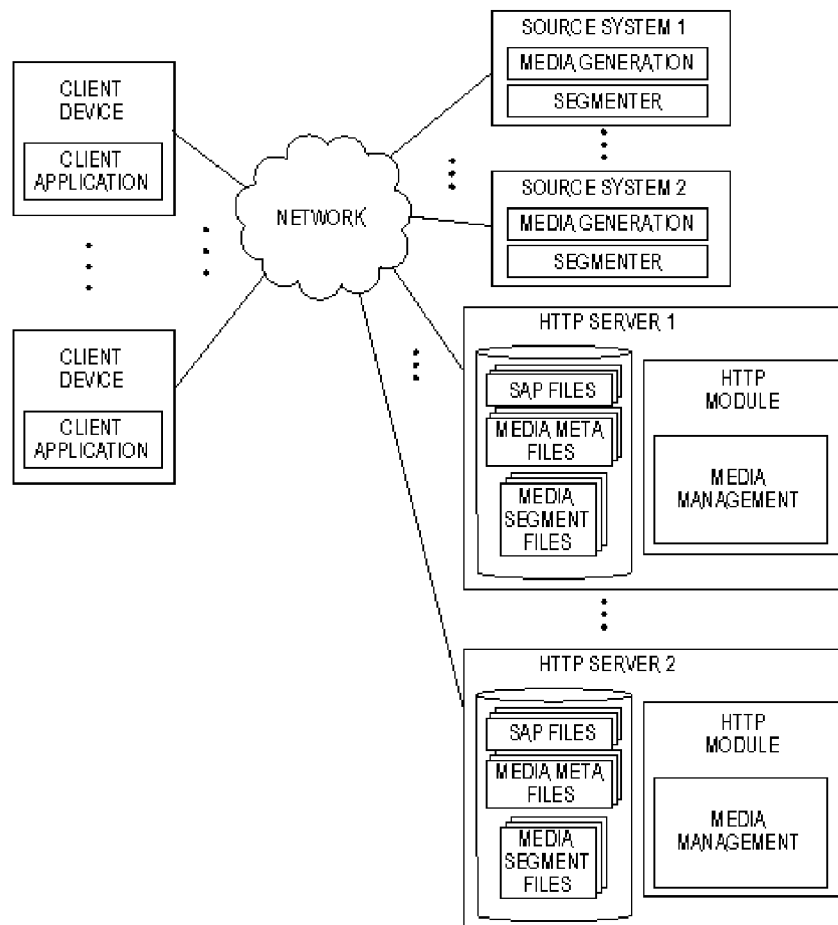 CLIENT
DEVICE
CLIENT
APPLICATION
CLIENT
DEVICE
CLIENT
APPLICATION
NETWORK
SOURCE SYSTEM 1
MEDIA GENERATION
SEGMENTER
SOURCE SYSTEM 2
MEDIA GENERATION
SEGMENTER
HTTP SERVER 1
SAP FILES
MEDIA META
FILES
MEDIA
SEGMENT
FILES
HTTP
MODULE
MEDIA
MANAGEMENT
HTTP SERVER 2
SAP FILES
MEDIA META
FILES
MEDIA
SEGMENT
FILES
HTTP
MODULE
MEDIA
MANAGEMENT